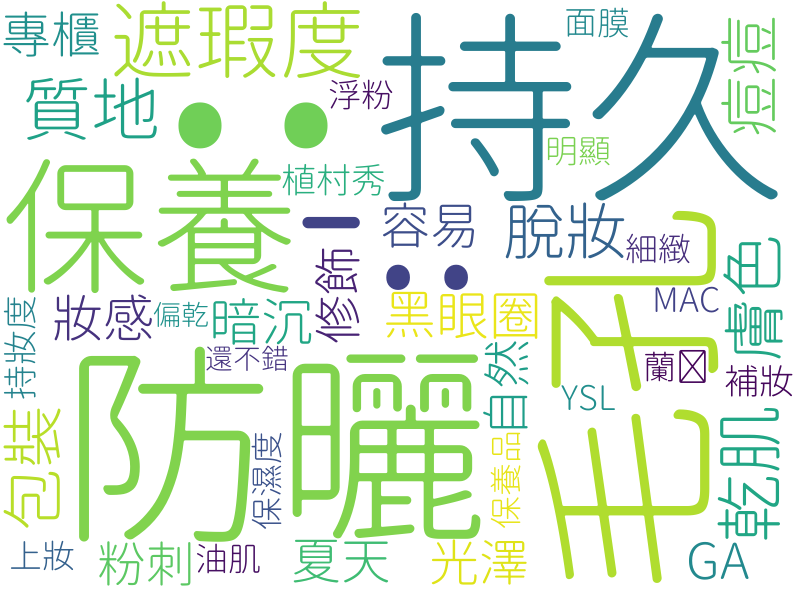 專櫃
遮瑕度
面膜
持久
痘痘
質地
浮粉
明顯
保養
植村秀
容易
脫妝
細緻
膚色
修飾
MAC
妝感
偏乾
暗沉
黑眼圈
毛孔
持妝度
還不錯
防曬
自然
蘭
補妝
YSL
包裝
保濕度
保養品
乾肌
上妝
粉刺
油肌
夏天
光澤
GA